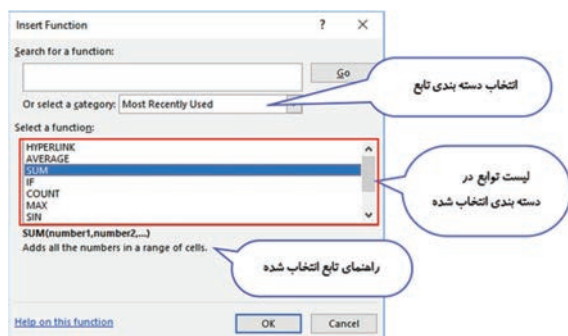 Insert Function
? ×
Search for a function:
Go
Or select a category: Most Recently Used
انتخاب دسته بندی تابع
Select a function:
HYPERLINK
AVERAGE
SUM
IF
COUNT
MAX
SIN
لیست توابع در
دسته بندی انتخاب شده
SUM(number1,number2,...)
Adds all the numbers in a range of cells.
راهنمای تابع انتخاب شده
Help on this function
OK
Cancel